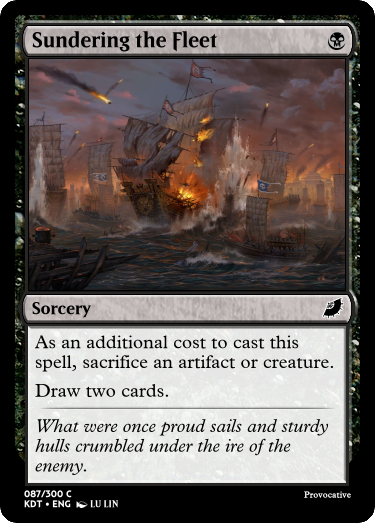 Sundering the Fleet
Sorcery
As an additional cost to cast this
spell, sacrifice an artifact or creature.
Draw two cards.
What were once proud sails and sturdy
hulls crumbled under the ire of the
enemy.
087/300 C
KDT • ENG LU LIN
Provocative